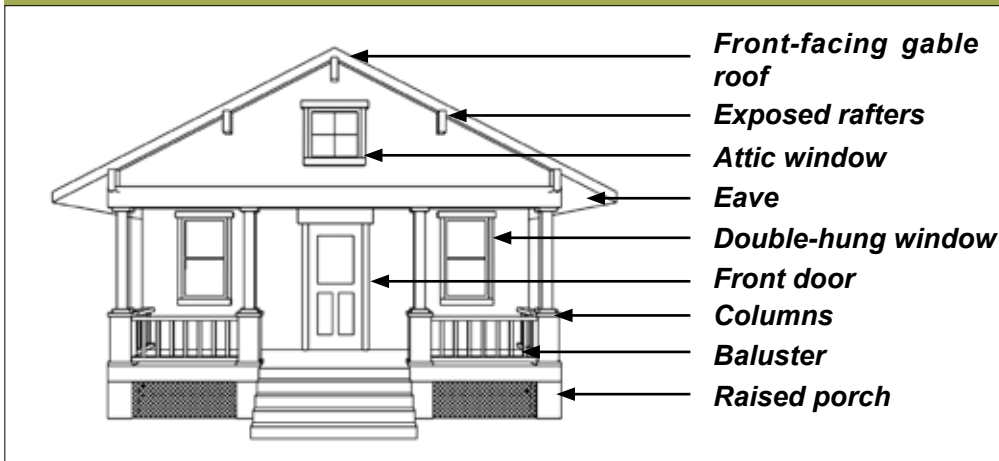 Front-facing gable
roof
Exposed rafters
Attic window
Eave
Double-hung window
Front door
Columns
Baluster
Raised porch